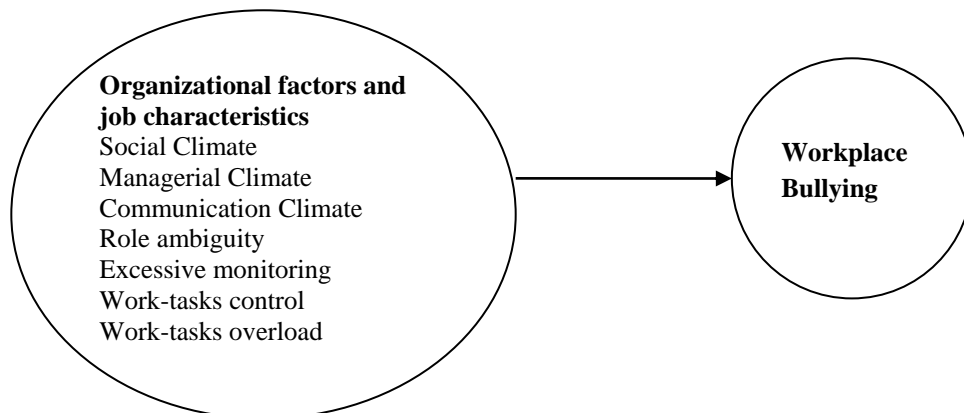 Organizational factors and
job characteristics
Social Climate
Managerial Climate
Communication Climate
Role ambiguity
Excessive monitoring
Work-tasks control
Work-tasks overload
Workplace
Bullying